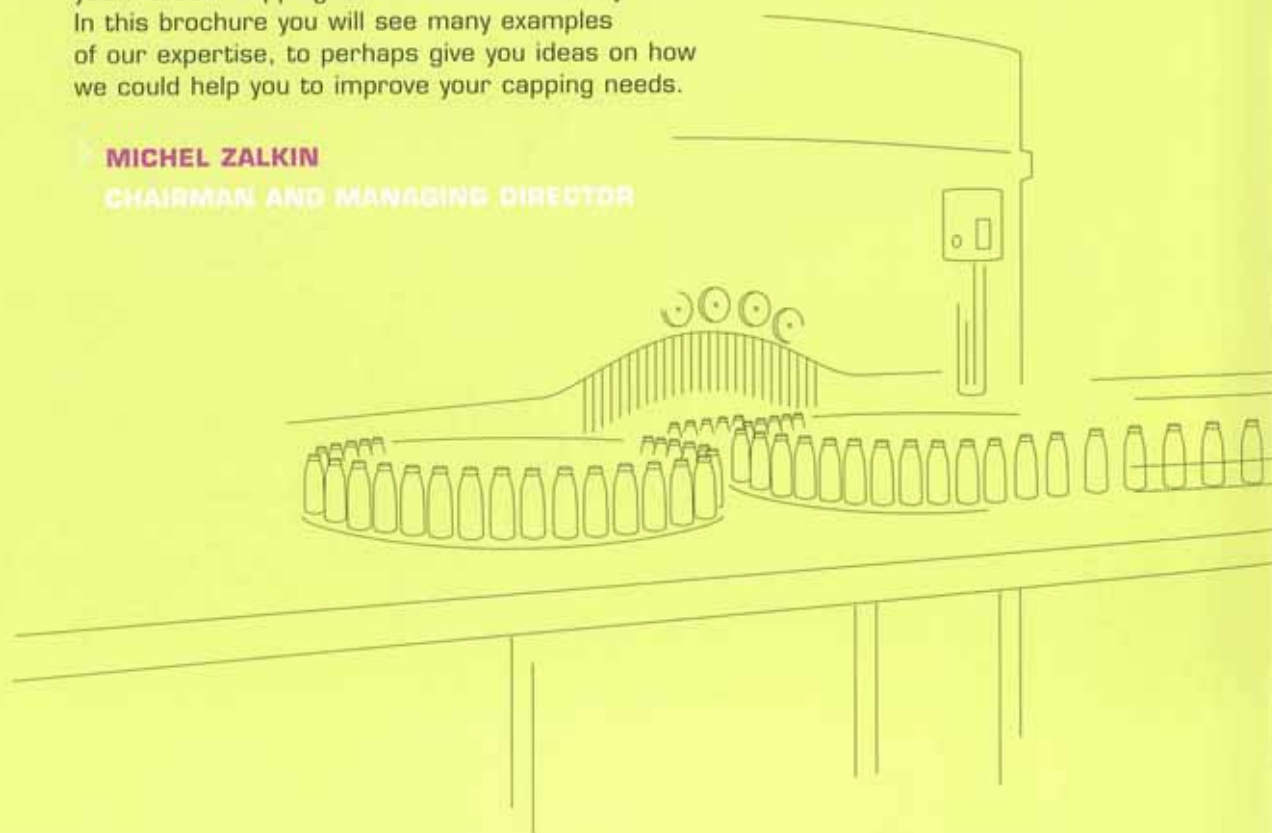 In this brochure you will see many examples
of our expertise, to perhaps give you ideas on how
we could help you to improve your capping needs.
MICHEL ZALKIN
CHAIRMAN AND MANAGING DIRECTOR